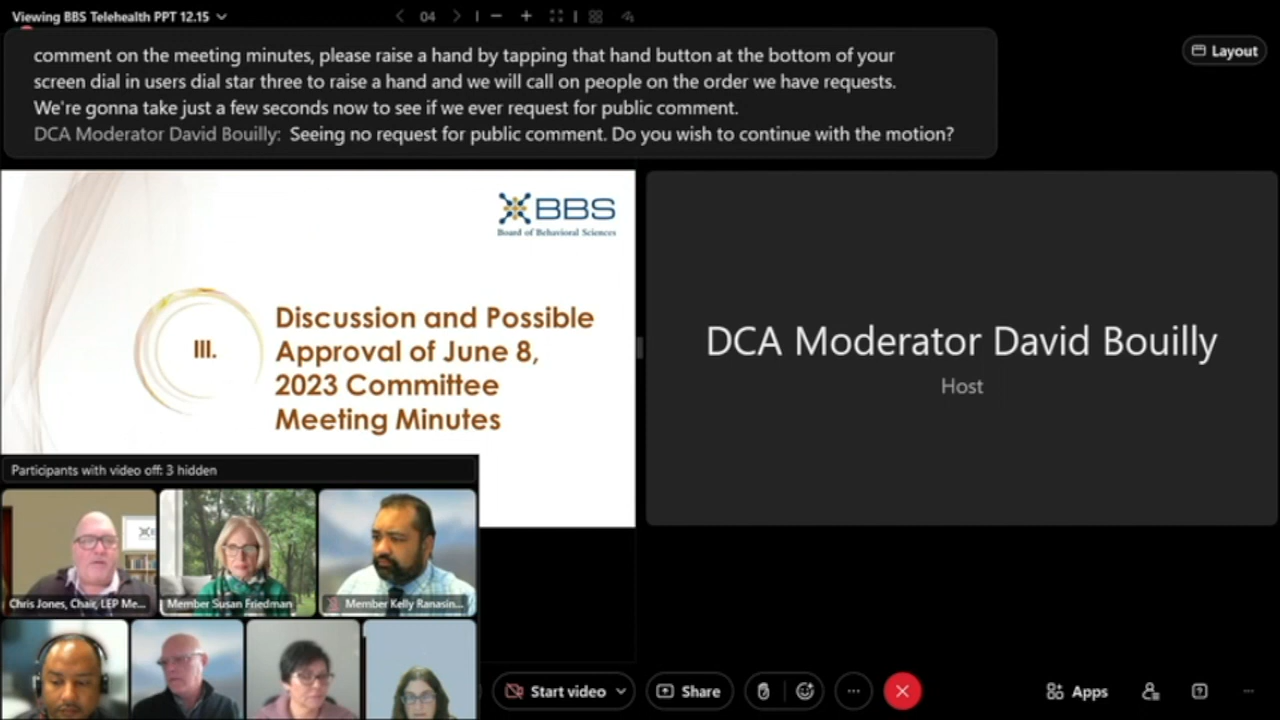 Viewing BBS Telehealth PPT 12.15
04
comment on the meeting minutes, please raise a hand by tapping that hand button at the bottom of your
screen dial in users dial star three to raise a hand and we will call on people on the order we have requests.
We're gonna take just a few seconds now to see if we ever request for public comment.
DCA Moderator David Bouilly: Seeing no request for public comment. Do you wish to continue with the motion?
Layout
BBS
Board of Behavioral Sciences
III.
Discussion and Possible
Approval of June 8,
2023 Committee
Meeting Minutes
DCA Moderator David Bouilly
Host
Participants with video off: 3 hidden
Chris Jones, Chair, LEP Me...
Member Susan Friedman
Member Kelly Ranasin...
Start video
Share
Apps